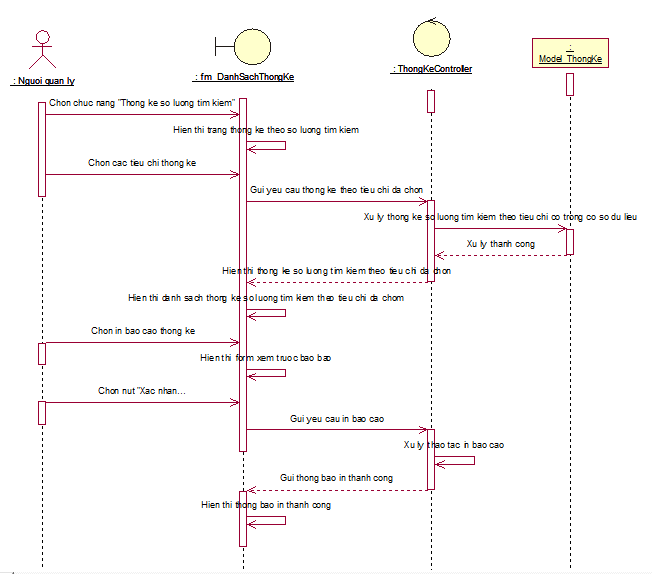 : Nguoi quan ly
: fm_DanhSachThongKe
: ThongKeController
:
Model_ThongKe
Chon chuc nang "Thong ke so luong tim kiem"
Hien thi trang thong ke theo so luong tim kiem
Chon cac tieu chi thong ke
Gui yeu cau thong ke theo tieu chi da chon
Xu ly thong ke so luong tim kiem theo tieu chi co trong co so du lieu
Xu ly thanh cong
Hien thi thong ke so luong tim kiem theo tieu chi da chon
Hien thi danh sach thong ke so luong tim kiem theo tieu chi da chom
Chon in bao cao thong ke
Hien thi form xem truoc bao bao
Chon nut "Xac nhan...
Gui yeu cau in bao cao
Xu ly thao tac in bao cao
Gui thong bao in thanh cong
Hien thi thong bao in thanh cong